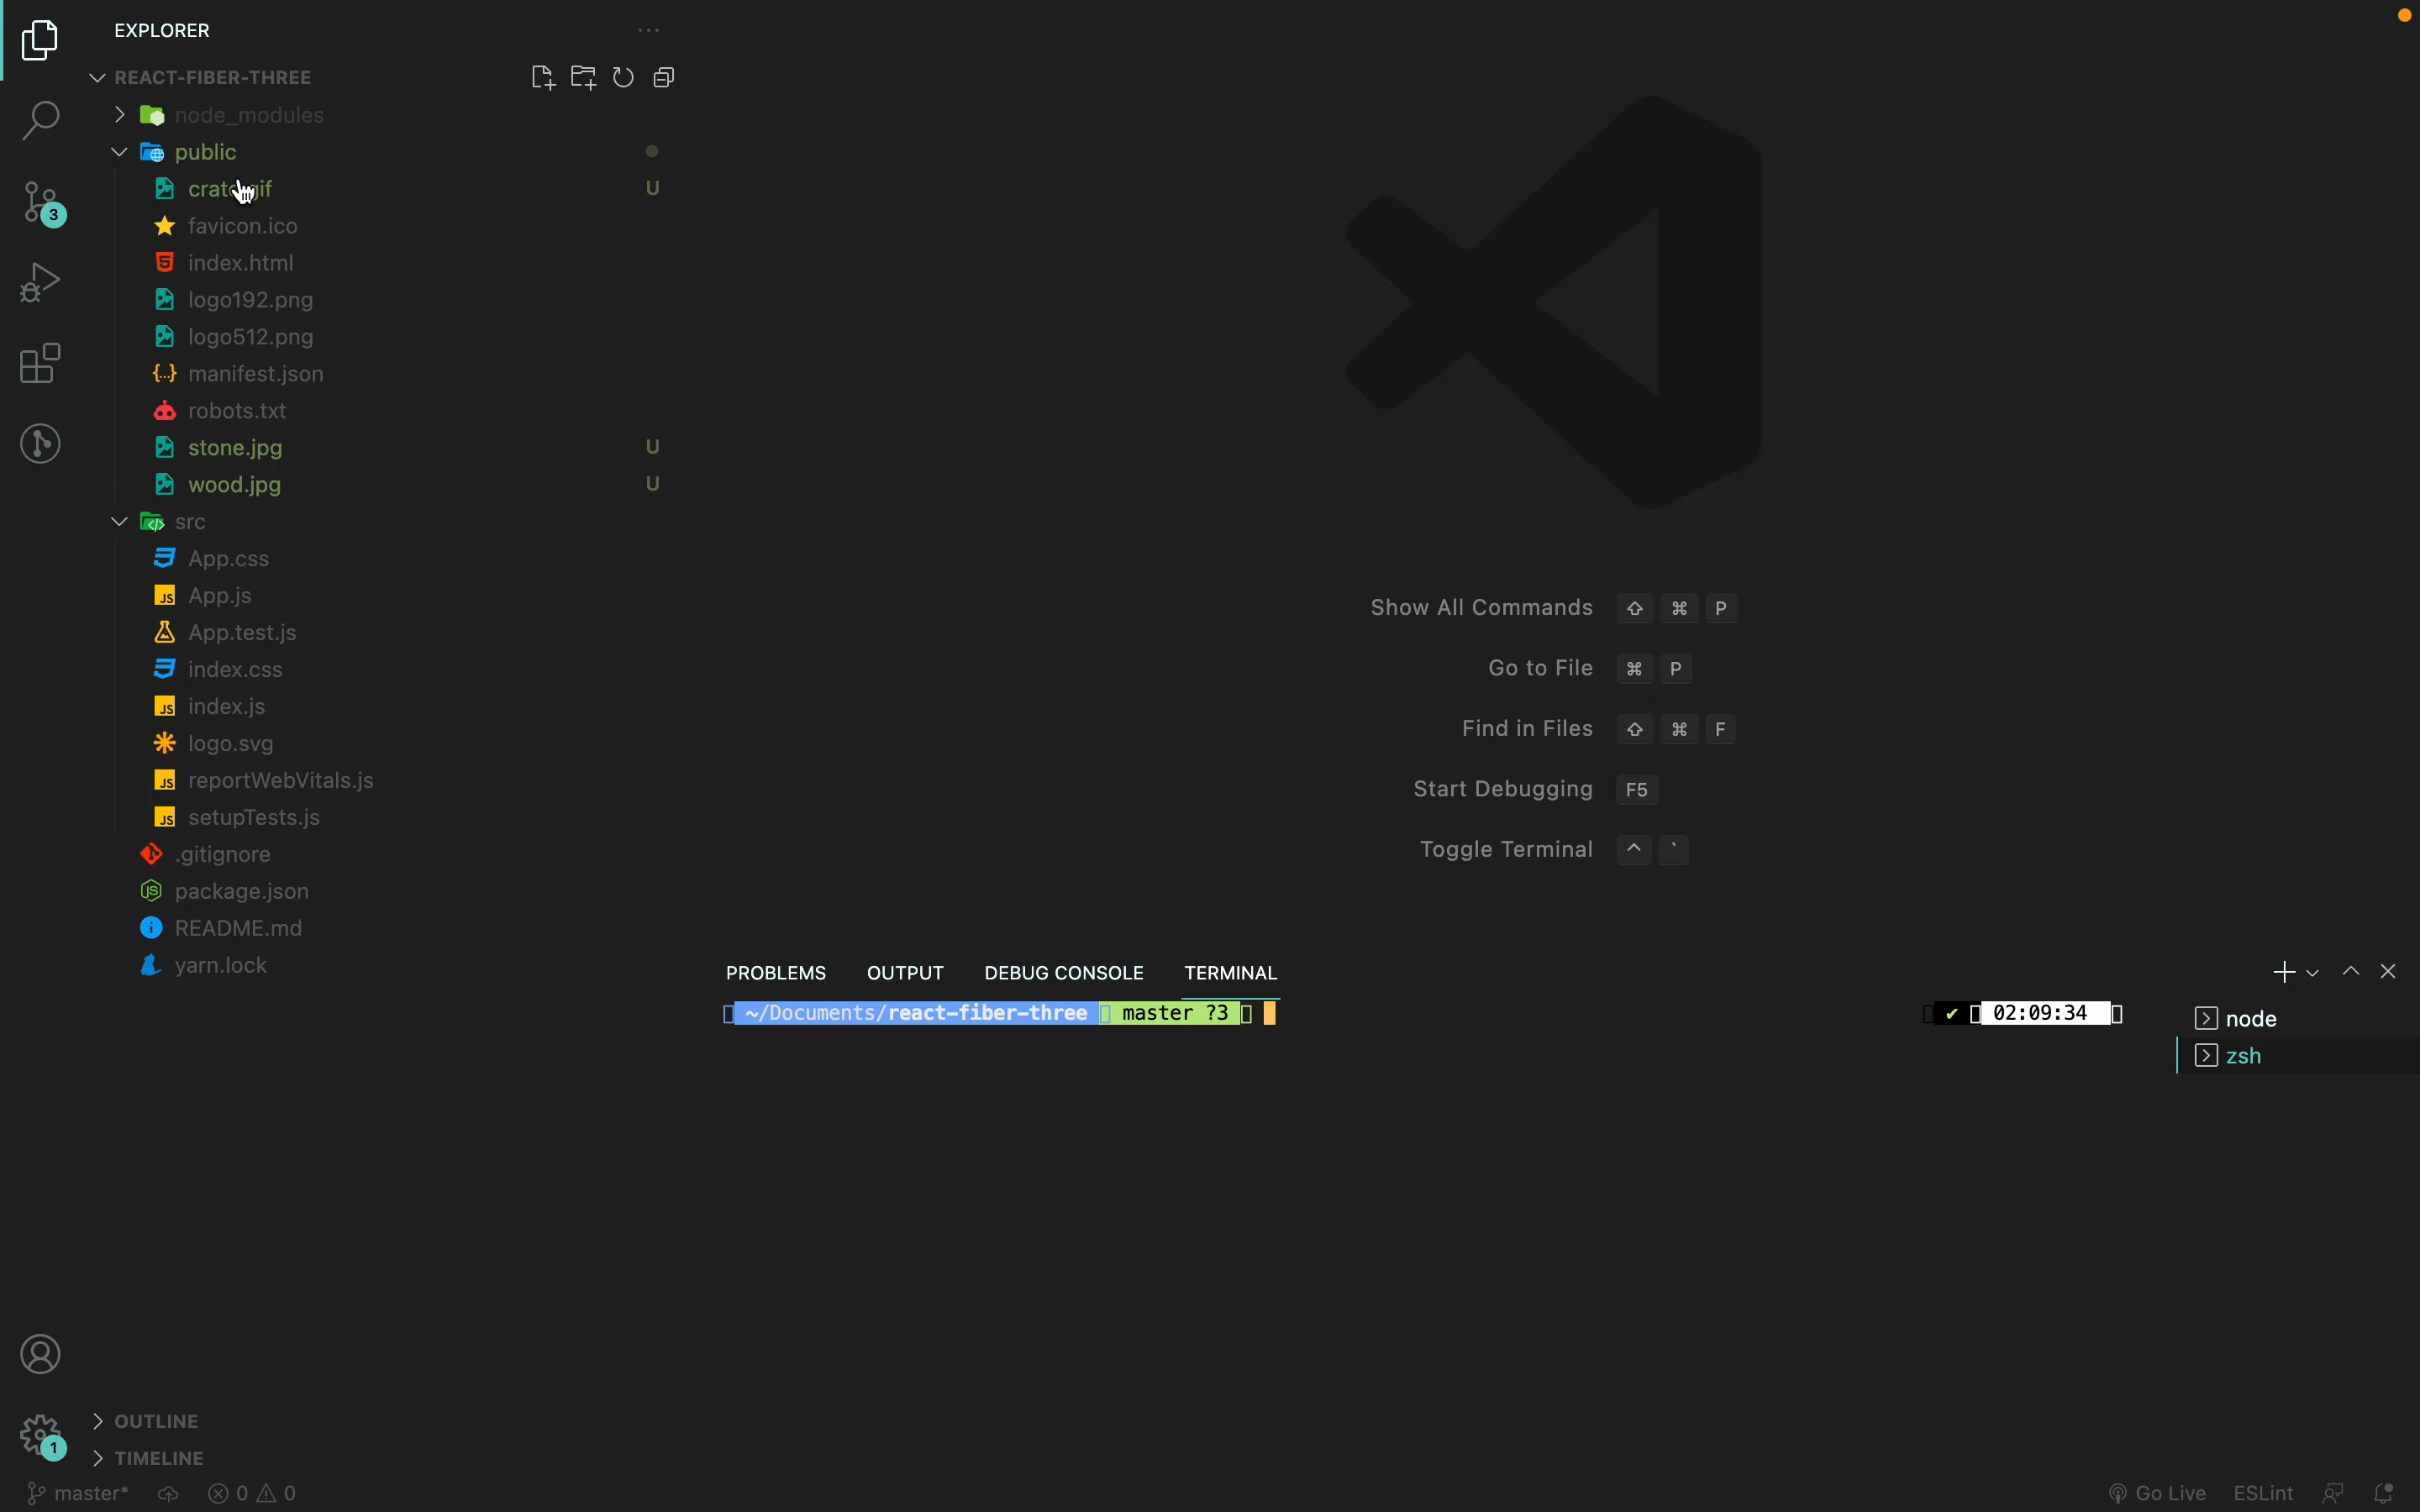 EXPLORER
REACT-FIBER-THREE
node_modules
public
favicon.ico
index.html
logo192.png
logo512.png
manifest.json
robots.txt
stone.jpg
wood.jpg
src
App.css
App.js
App.test.js
index.css
index.js
logo.svg
reportWebVitals.js
setupTests.js
.gitignore
package.json
README.md
yarn.lock
U
U
U
3
Show All Commands ⇧ ⌘ P
Go to File ⌘ P
Find in Files ⇧ ⌘ F
Start Debugging F5
Toggle Terminal ^ `
PROBLEMS OUTPUT DEBUG CONSOLE TERMINAL
~/Documents/react-fiber-three master ?3 ✔ 02:09:34
node
zsh
1
OUTLINE
TIMELINE
master* 0 0 Go Live ESLint